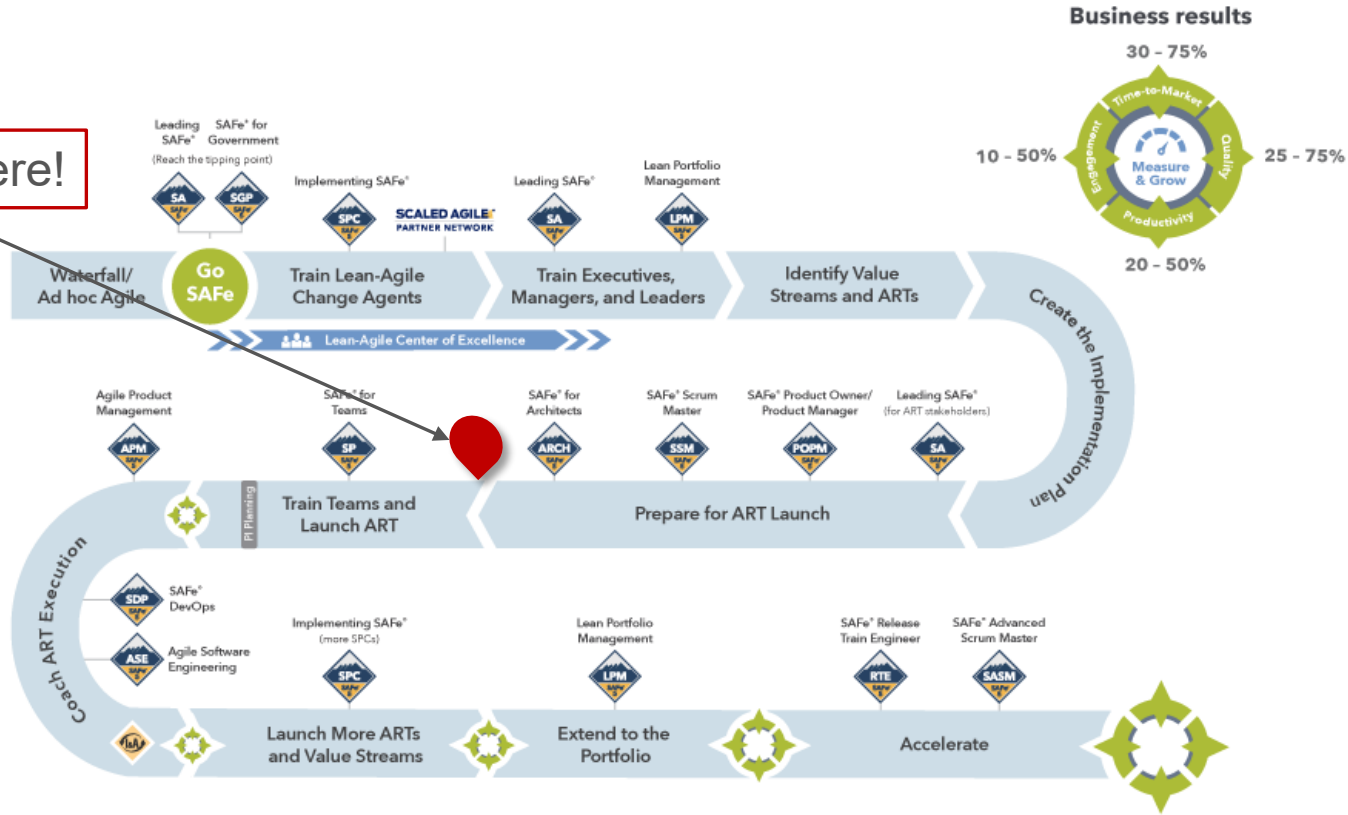 Business results
30 – 75%
Time-to-Market
Engagement
10 – 50%
Measure
& Grow
Quality
25 – 75%
Productivity
20 – 50%
ere!
Leading
SAFe®
SAFe® for
Government
(Reach the tipping point)
SA
SGP
Implementing SAFe®
SPC
SCALED AGILE
PARTNER NETWORK
Leading SAFe®
SA
Lean Portfolio
Management
LPM
Waterfall/
Ad hoc Agile
Go
SAFe
Train Lean-Agile
Change Agents
Train Executives,
Managers, and Leaders
Identify Value
Streams and ARTs
Create the Implementation Plan
Lean-Agile Center of Excellence
Agile Product
Management
APM
SAFe® for
Teams
SP
SAFe® for
Architects
ARCH
SAFe® Scrum
Master
SSM
SAFe® Product Owner/
Product Manager
POPM
Leading SAFe®
(for ART stakeholders)
SA
PI Planning
Train Teams and
Launch ART
Prepare for ART Launch
Coach ART Execution
SDP
SAFe®
DevOps
ASE
Agile Software
Engineering
I&A
Implementing SAFe®
(more SPCs)
SPC
Lean Portfolio
Management
LPM
SAFe® Release
Train Engineer
RTE
SAFe® Advanced
Scrum Master
SASM
Launch More ARTs
and Value Streams
Extend to the
Portfolio
Accelerate